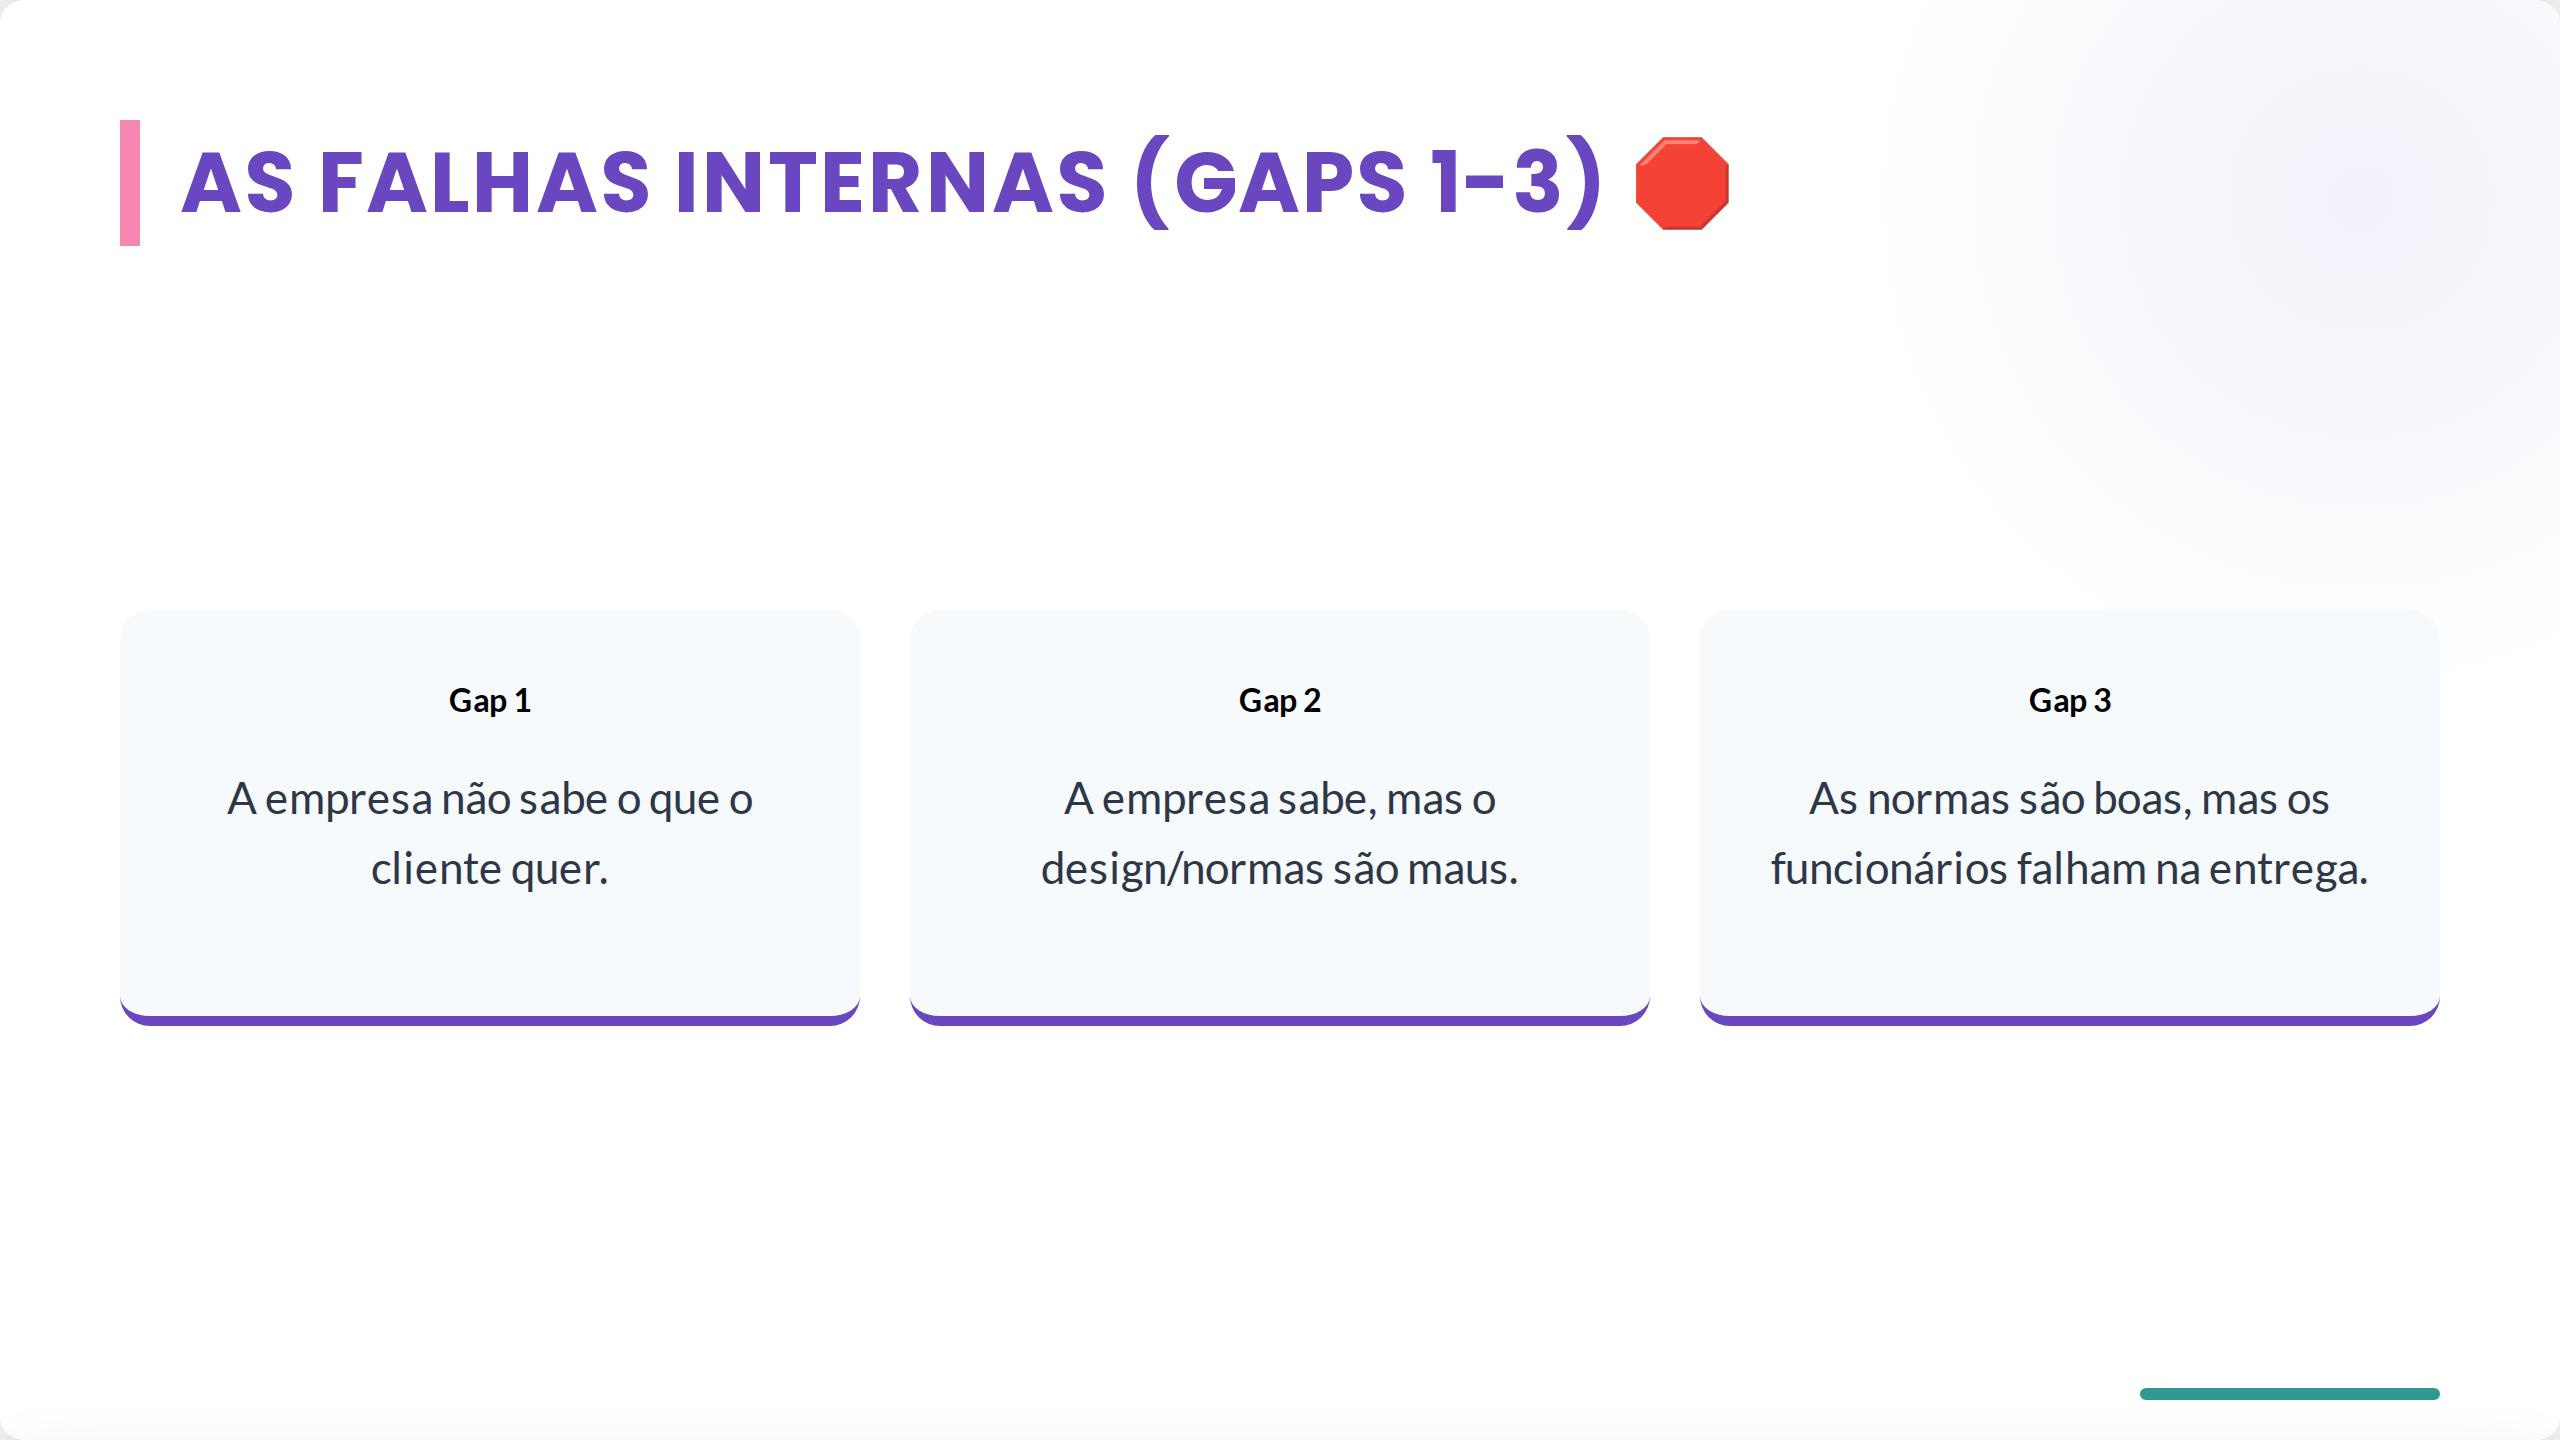 AS FALHAS INTERNAS (GAPS 1-3) 🛑
Gap 1
A empresa não sabe o que o
cliente quer.
Gap 2
A empresa sabe, mas o
design/normas são maus.
Gap 3
As normas são boas, mas os
funcionários falham na entrega.